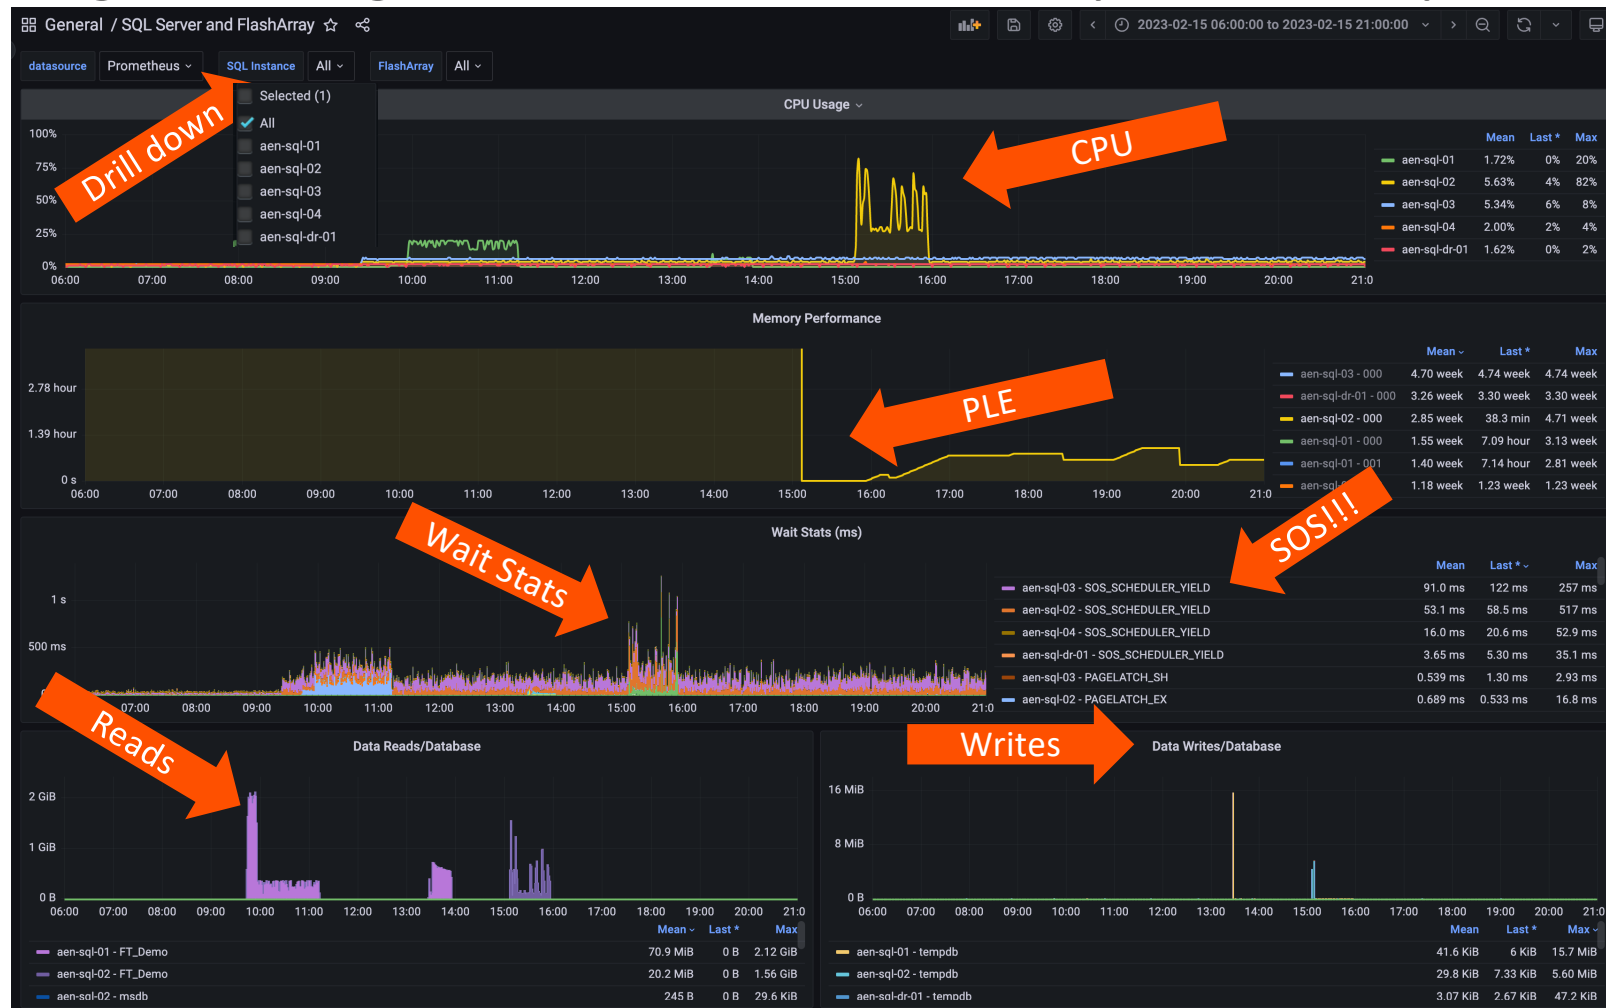 General / SQL Server and FlashArray
2023-02-15 06:00:00 to 2023-02-15 21:00:00
datasource Prometheus SQL Instance All FlashArray All
Selected (1)
All
aen-sql-01
aen-sql-02
aen-sql-03
aen-sql-04
aen-sql-dr-01
Drill down
CPU Usage
CPU
100%
75%
50%
25%
0%
06:00 07:00 08:00 09:00 10:00 11:00 12:00 13:00 14:00 15:00 16:00 17:00 18:00 19:00 20:00 21:0
Mean Last * Max
aen-sql-01 1.72% 0% 20%
aen-sql-02 5.63% 4% 82%
aen-sql-03 5.34% 6% 8%
aen-sql-04 2.00% 2% 4%
aen-sql-dr-01 1.62% 0% 2%
Memory Performance
PLE
2.78 hour
1.39 hour
0 s
06:00 07:00 08:00 09:00 10:00 11:00 12:00 13:00 14:00 15:00 16:00 17:00 18:00 19:00 20:00 21:0
Mean Last * Max
aen-sql-03 - 000 4.70 week 4.74 week 4.74 week
aen-sql-dr-01 - 000 3.26 week 3.30 week 3.30 week
aen-sql-02 - 000 2.85 week 38.3 min 4.71 week
aen-sql-01 - 000 1.55 week 7.09 hour 3.13 week
aen-sql-01 - 001 1.40 week 7.14 hour 2.81 week
1.18 week 1.23 week 1.23 week
Wait Stats (ms)
Wait Stats
SOS!!!
1 s
500 ms
07:00 08:00 09:00 10:00 11:00 12:00 13:00 14:00 15:00 16:00 17:00 18:00 19:00 20:00 21:0
Mean Last * Max
aen-sql-03 - SOS_SCHEDULER_YIELD 91.0 ms 122 ms 257 ms
aen-sql-02 - SOS_SCHEDULER_YIELD 53.1 ms 58.5 ms 517 ms
aen-sql-04 - SOS_SCHEDULER_YIELD 16.0 ms 20.6 ms 52.9 ms
aen-sql-dr-01 - SOS_SCHEDULER_YIELD 3.65 ms 5.30 ms 35.1 ms
aen-sql-03 - PAGELATCH_SH 0.539 ms 1.30 ms 2.93 ms
aen-sql-02 - PAGELATCH_EX 0.689 ms 0.533 ms 16.8 ms
Reads
Data Reads/Database
2 GiB
1 GiB
0 B
06:00 07:00 08:00 09:00 10:00 11:00 12:00 13:00 14:00 15:00 16:00 17:00 18:00 19:00 20:00 21:0
Mean Last * Max
aen-sql-01 - FT_Demo 70.9 MiB 0 B 2.12 GiB
aen-sql-02 - FT_Demo 20.2 MiB 0 B 1.56 GiB
aen-sql-02 - msdb 245 B 0 B 29.6 KiB
Writes
Data Writes/Database
16 MiB
8 MiB
0 B
06:00 07:00 08:00 09:00 10:00 11:00 12:00 13:00 14:00 15:00 16:00 17:00 18:00 19:00 20:00 21:0
Mean Last * Max
aen-sql-01 - tempdb 41.6 KiB 6 KiB 15.7 MiB
aen-sql-02 - tempdb 29.8 KiB 7.33 KiB 5.60 MiB
aen-sql-dr-01 - tempdb 3.07 KiB 2.67 KiB 47.2 KiB